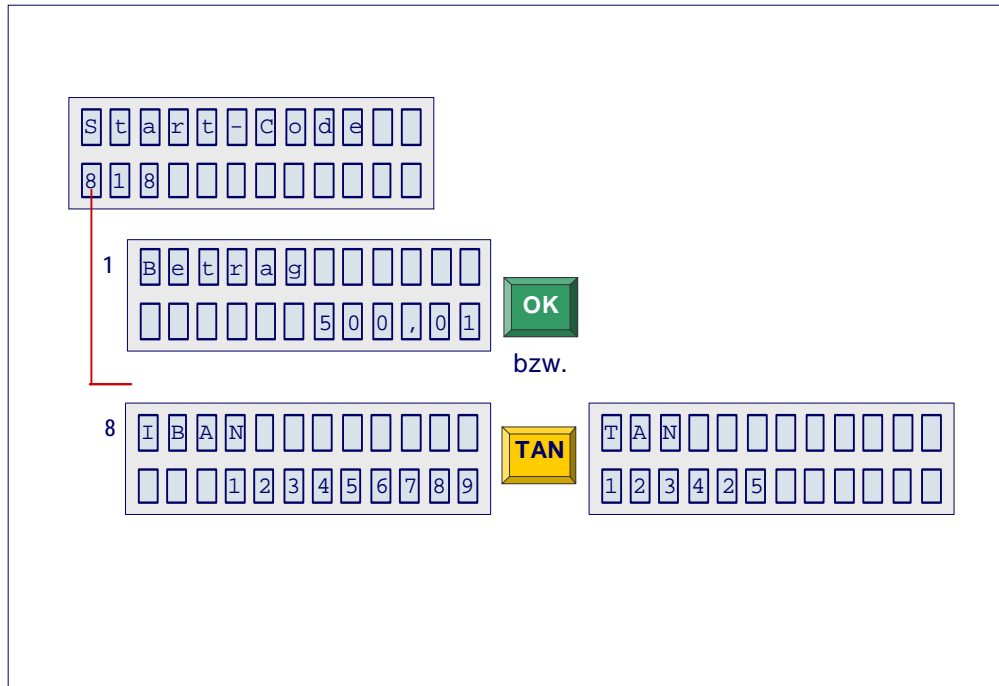 Start-Code
818
1
Betrag
500,01
OK
bzw.
8
IBAN
123456789
TAN
TAN
123425